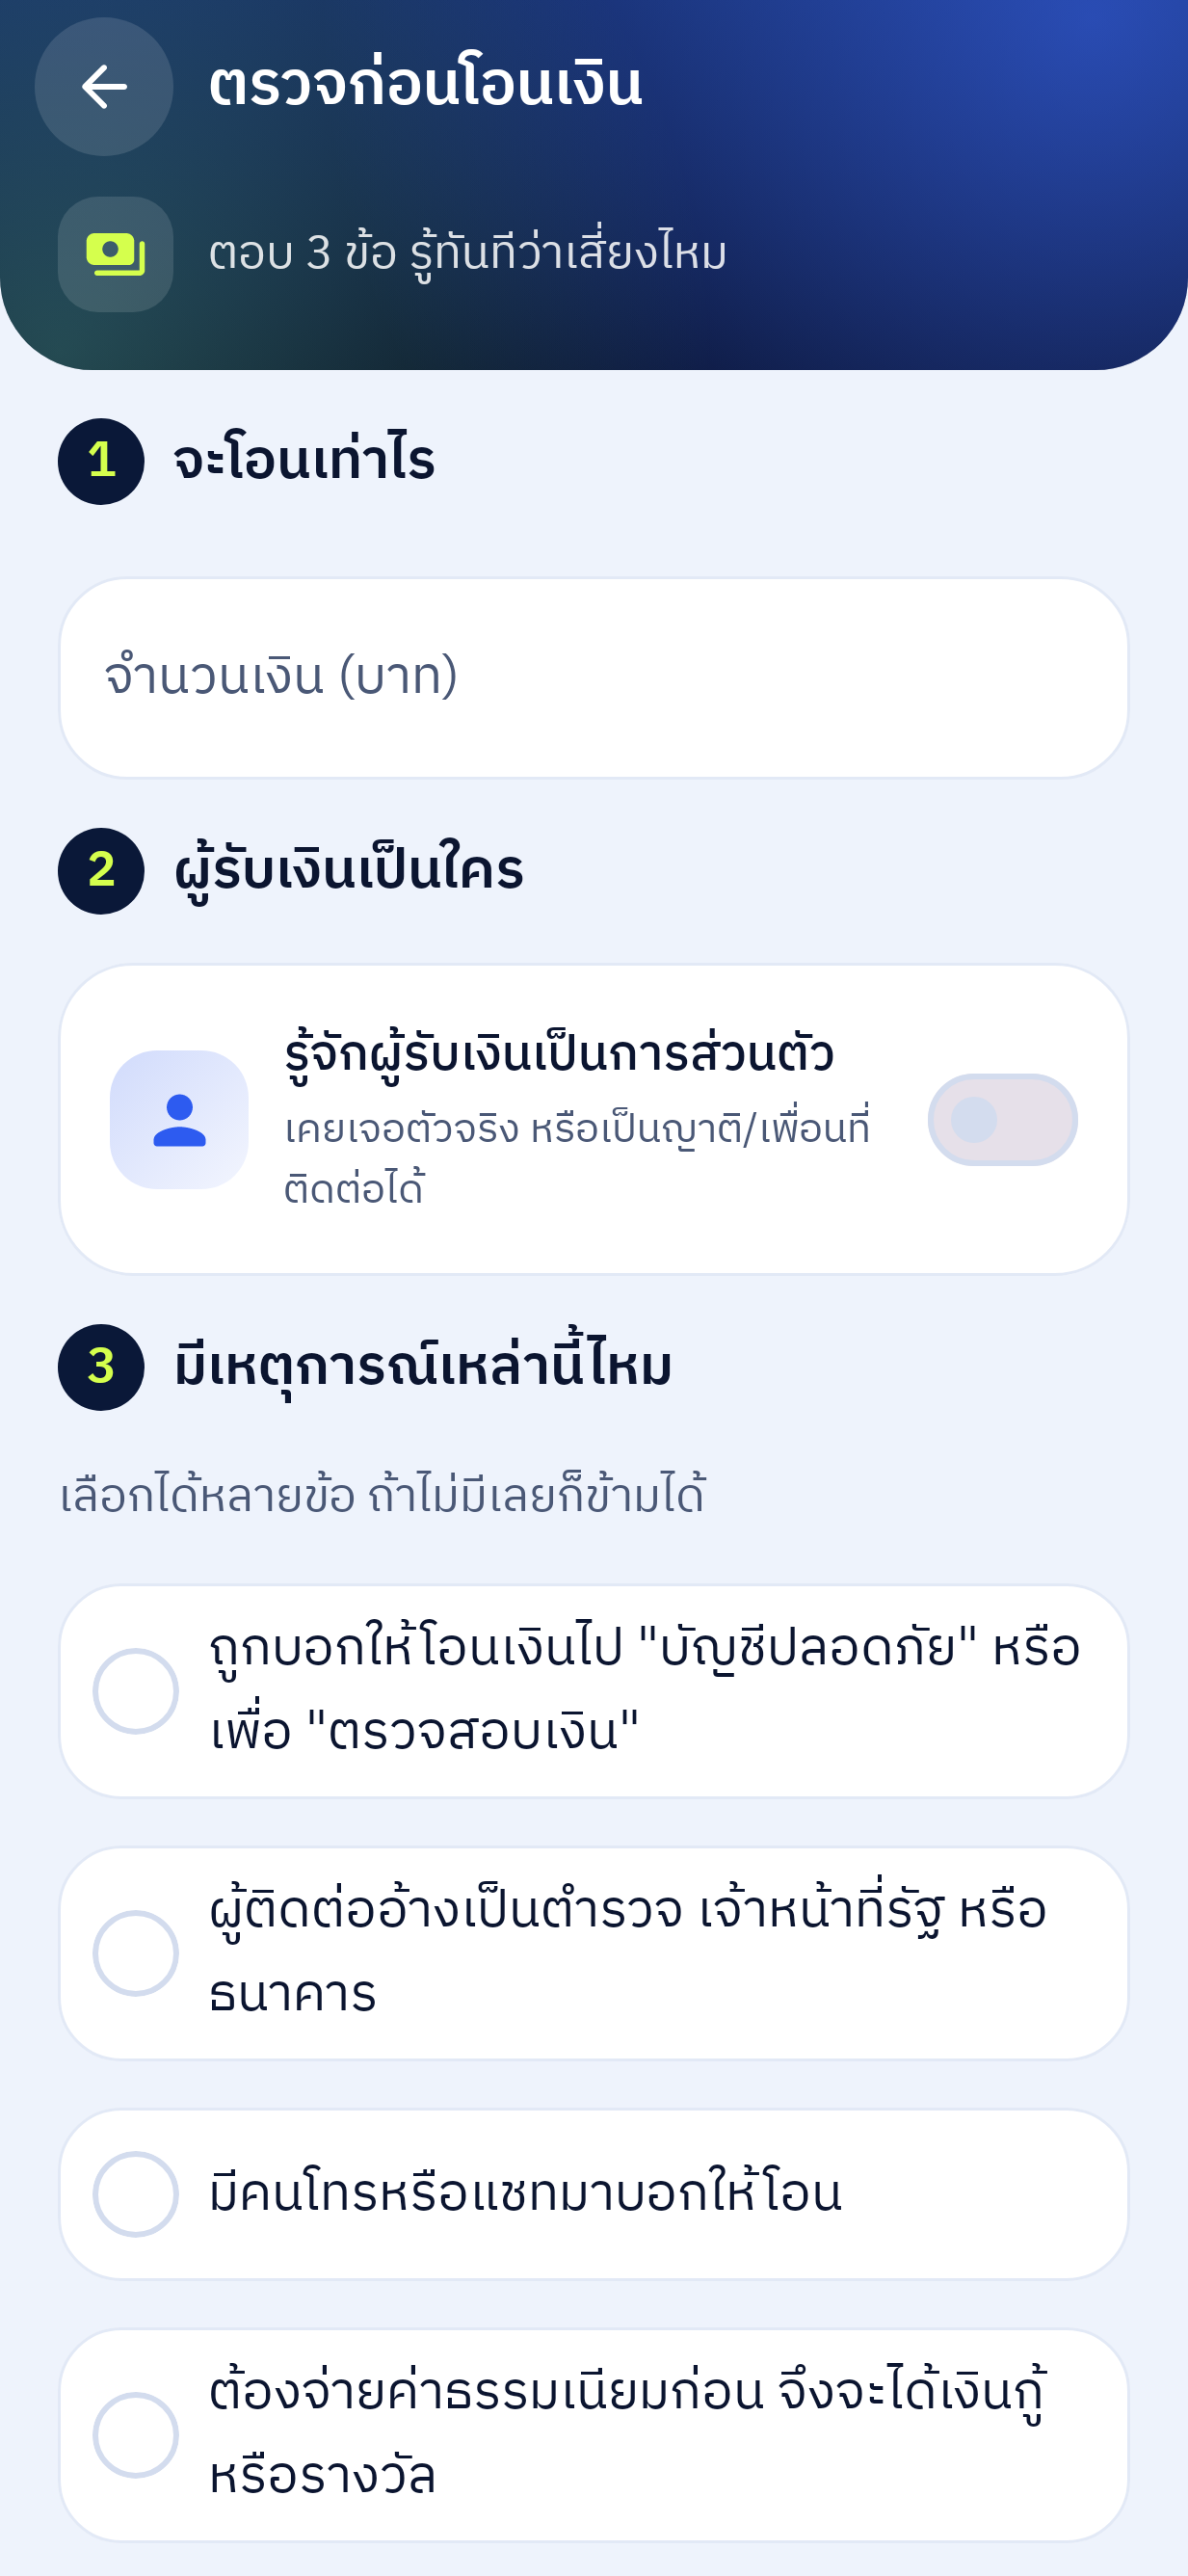 ตรวจก่อนโอนเงิน
ตอบ 3 ข้อ รู้ทันทีว่าเสี่ยงไหม
1 จะโอนเท่าไร
จำนวนเงิน (บาท)
2 ผู้รับเงินเป็นใคร
รู้จักผู้รับเงินเป็นการส่วนตัว
เคยเจอตัวจริง หรือเป็นญาติ/เพื่อนที่
ติดต่อได้
3 มีเหตุการณ์เหล่านี้ไหม
เลือกได้หลายข้อ ถ้าไม่มีเลยก็ข้ามได้
ถูกบอกให้โอนเงินไป "บัญชีปลอดภัย" หรือ
เพื่อ "ตรวจสอบเงิน"
ผู้ติดต่ออ้างเป็นตำรวจ เจ้าหน้าที่รัฐ หรือ
ธนาคาร
มีคนโทรหรือแชทมาบอกให้โอน
ต้องจ่ายค่าธรรมเนียมก่อน จึงจะได้เงินกู้
หรือรางวัล